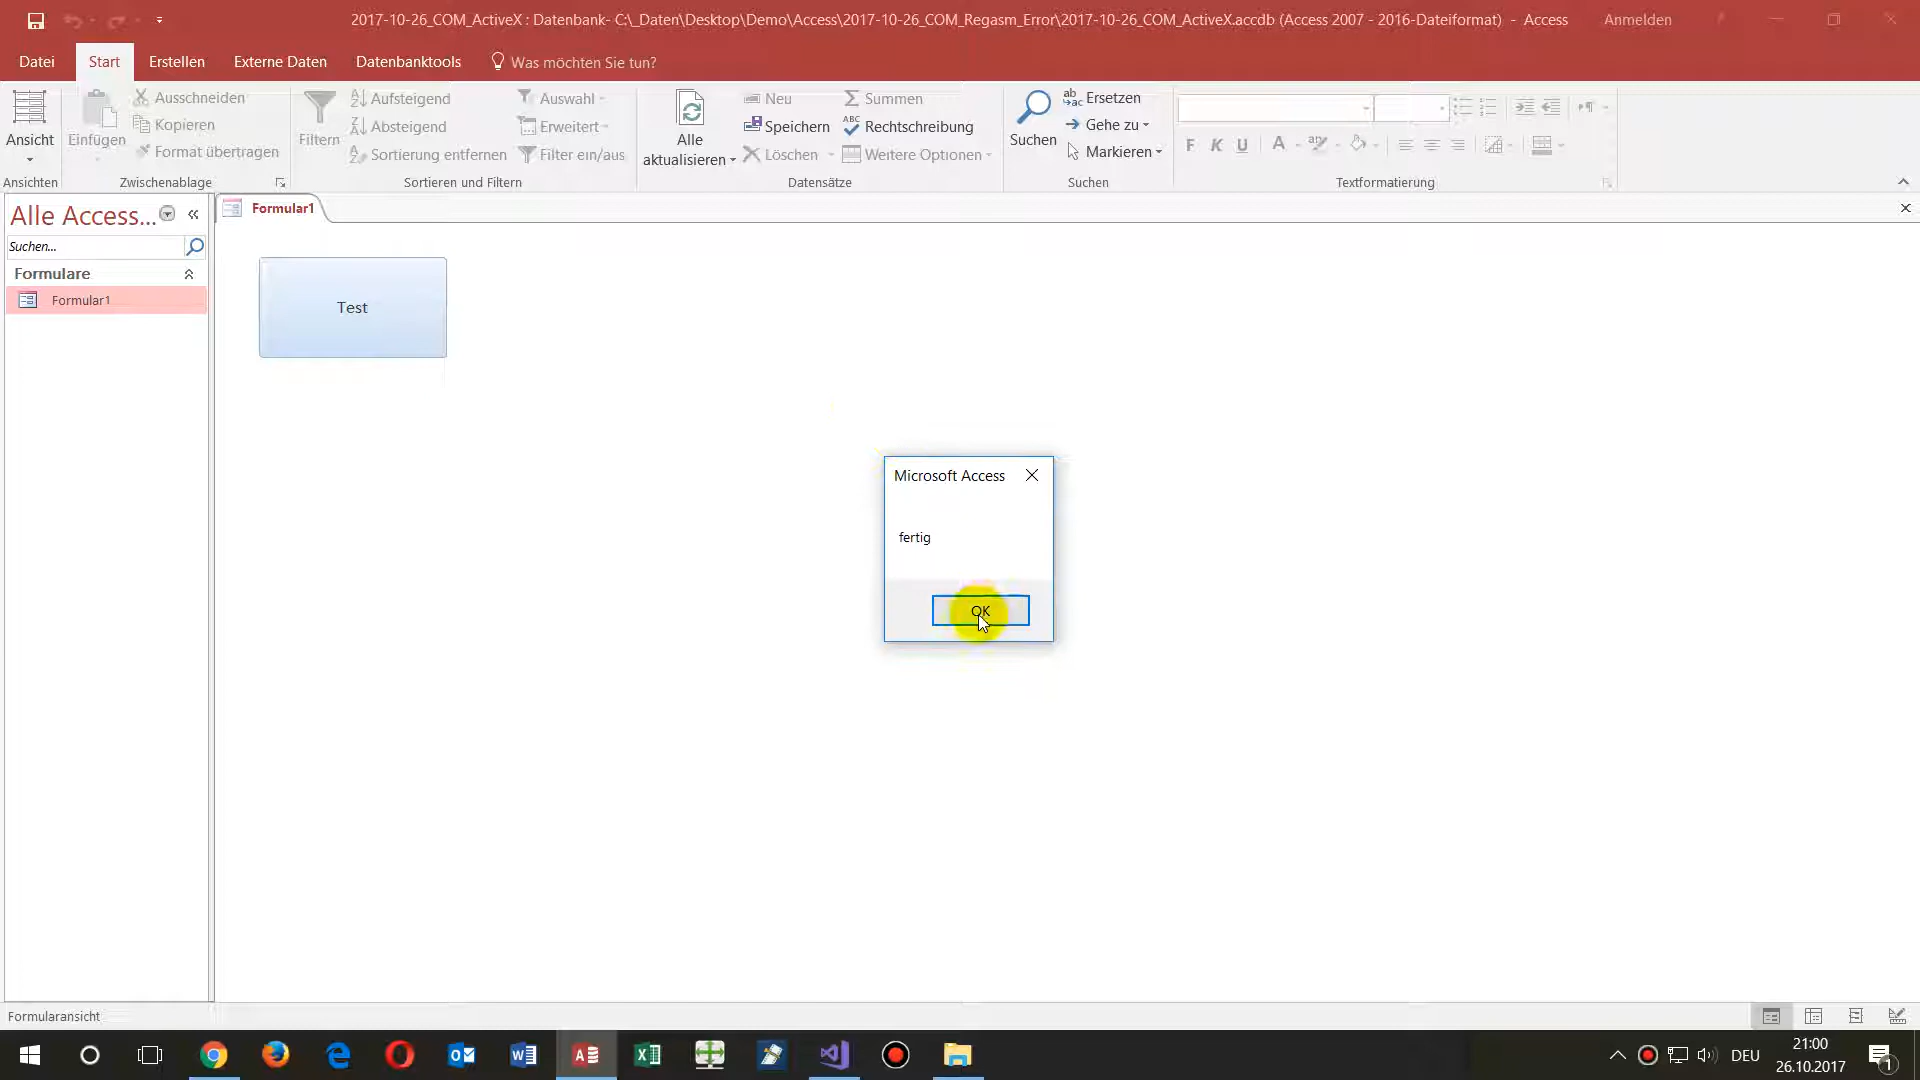 2017-10-26_COM_ActiveX : Datenbank- C:\_Daten\Desktop\Demo\Access\2017-10-26_COM_Regasm_Error\2017-10-26_COM_ActiveX.accdb (Access 2007 - 2016-Dateiformat) - Access
Anmelden
Datei
Start
Erstellen
Externe Daten
Datenbanktools
Was möchten Sie tun?
Ansicht
Ansichten
Einfügen
Ausschneiden
Kopieren
Format übertragen
Zwischenablage
Filtern
Aufsteigend
Absteigend
Sortierung entfernen
Auswahl
Erweitert
Filter ein/aus
Sortieren und Filtern
Alle
aktualisieren
Neu
Speichern
Löschen
Summen
Rechtschreibung
Weitere Optionen
Datensätze
Suchen
Ersetzen
Gehe zu
Markieren
Suchen
F K U A
Textformatierung
Alle Access...
Suchen...
Formulare
Formular1
Formular1
Test
Microsoft Access
fertig
OK
Formularansicht
DEU
21:00
26.10.2017
1